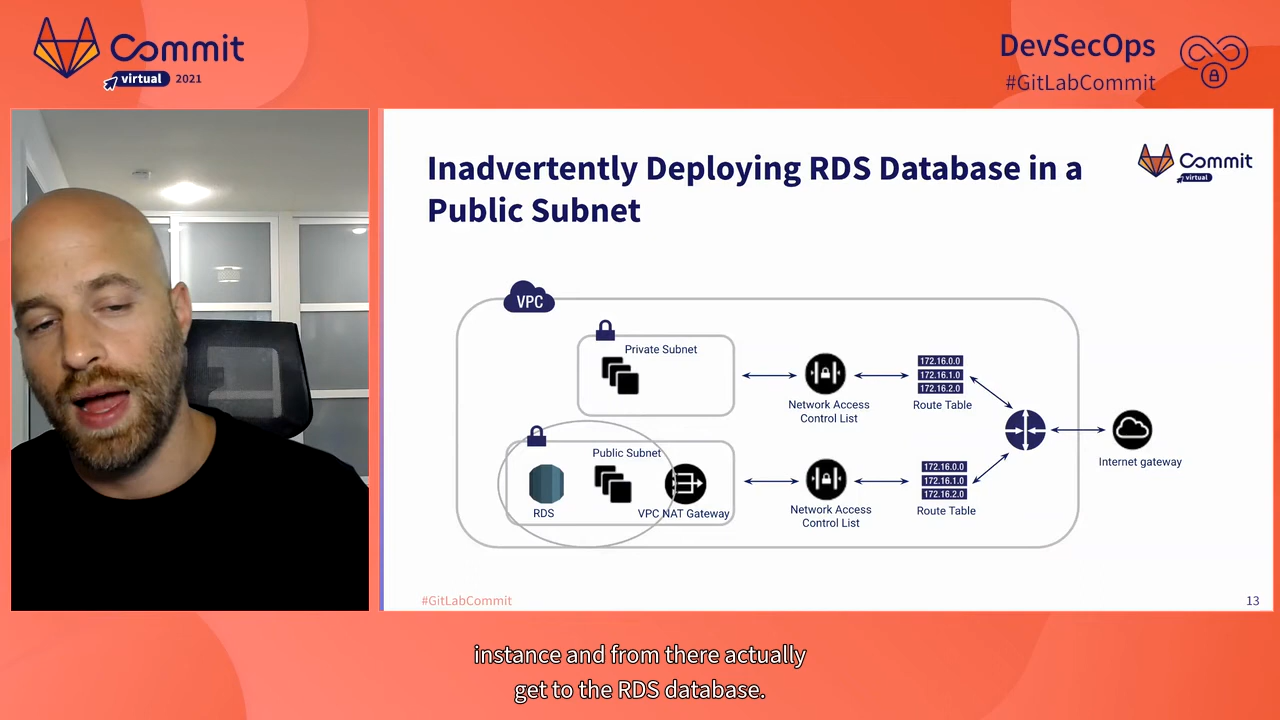 Commit
virtual 2021
DevSecOps
#GitLabCommit
Inadvertently Deploying RDS Database in a
Public Subnet
Commit
virtual
VPC
Private Subnet
Network Access
Control List
172.16.0.0
172.16.1.0
172.16.2.0
Route Table
Internet gateway
Public Subnet
RDS
VPC NAT Gateway
Network Access
Control List
172.16.0.0
172.16.1.0
172.16.2.0
Route Table
#GitLabCommit
13
instance and from there actually
get to the RDS database.